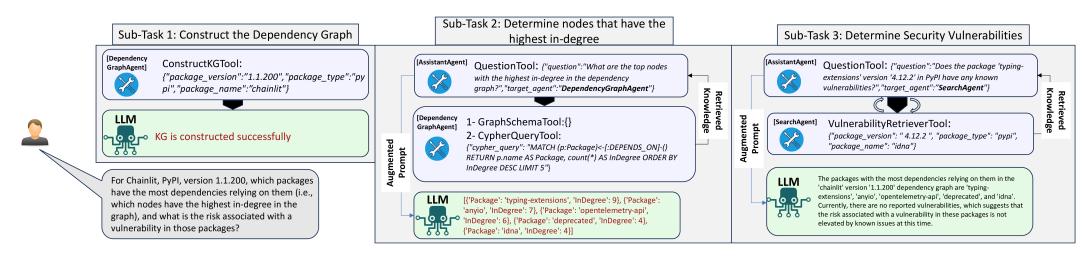 Sub-Task 1: Construct the Dependency Graph
[Dependency
GraphAgent]
ConstructKGTool:
{"package_version":"1.1.200","package_type":"py
pi","package_name":"chainlit"}
LLM
KG is constructed successfully
For Chainlit, PyPI, version 1.1.200, which packages
have the most dependencies relying on them (i.e.,
which nodes have the highest in-degree in the
graph), and what is the risk associated with a
vulnerability in those packages?
Sub-Task 2: Determine nodes that have the
highest in-degree
[AssistantAgent]
QuestionTool: {"question":"What are the top nodes
with the highest in-degree in the dependency
graph?","target_agent":"DependencyGraphAgent"}
[Dependency
GraphAgent]
1- GraphSchemaTool:{}
2- CypherQueryTool:
{"cypher_query": "MATCH (p:Package)<-[:DEPENDS_ON]-()
RETURN p.name AS Package, count(*) AS InDegree ORDER BY
InDegree DESC LIMIT 5"}
Augmented
Prompt
Retrieved
Knowledge
LLM
[{'Package': 'typing-extensions', 'InDegree': 9}, {'Package':
'anyio', 'InDegree': 7}, {'Package': 'opentelemetry-api',
'InDegree': 6}, {'Package': 'deprecated', 'InDegree': 4},
{'Package': 'idna', 'InDegree': 4}]
Sub-Task 3: Determine Security Vulnerabilities
[AssistantAgent]
QuestionTool: {"question":"Does the package 'typing-
extensions' version '4.12.2' in PyPI have any known
vulnerabilities?","target_agent":"SearchAgent"}
[SearchAgent]
VulnerabilityRetrieverTool:
{"package_version": " 4.12.2 ", "package_type": "pypi",
"package_name": "idna"}
Augmented
Prompt
Retrieved
Knowledge
LLM
The packages with the most dependencies relying on them in the
'chainlit' version '1.1.200' dependency graph are 'typing-
extensions', 'anyio', 'opentelemetry-api', 'deprecated', and 'idna'.
Currently, there are no reported vulnerabilities, which suggests that
the risk associated with a vulnerability in these packages is not
elevated by known issues at this time.